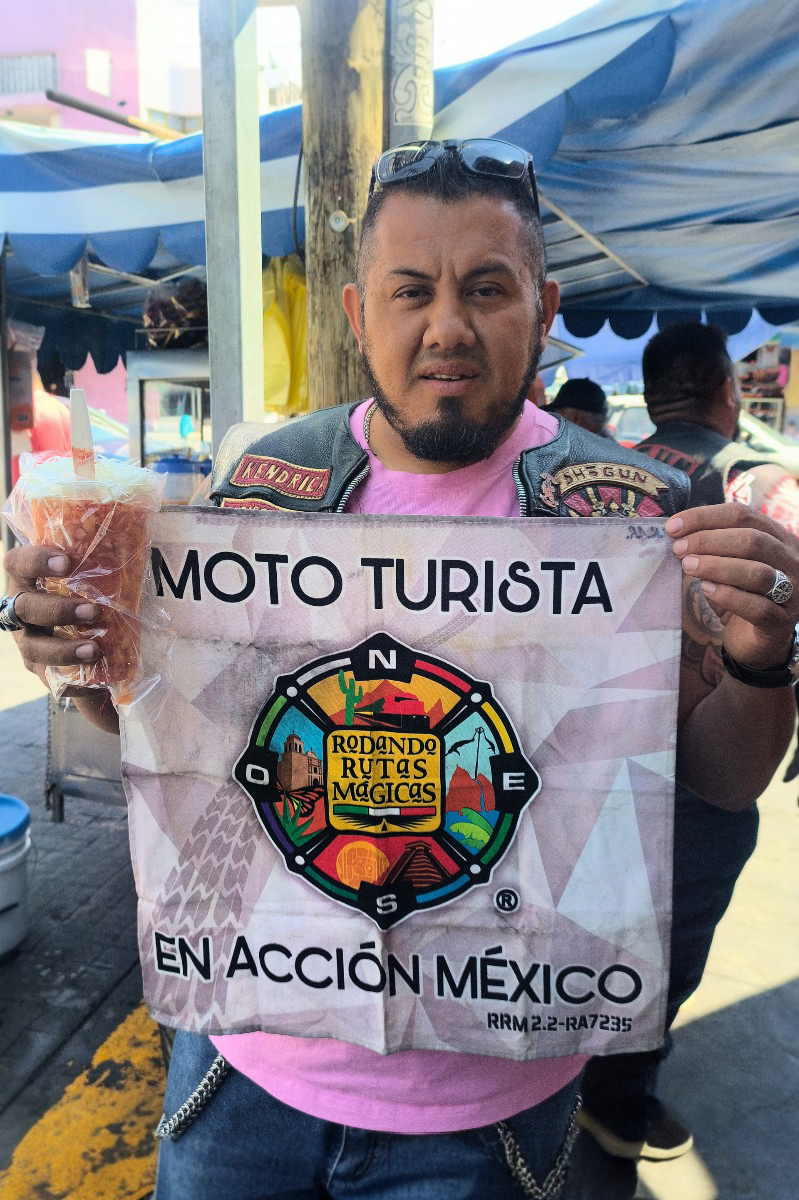 KENDRIC
SHOGUN
MOTO TURISTA
N
RODANDO
RUTAS
MÁGICAS
O
E
S
®
EN ACCIÓN MÉXICO
RRM 2.2-RA7235